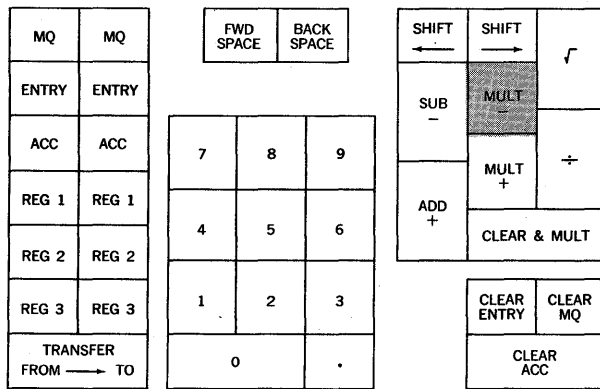 MQ MQ
ENTRY ENTRY
ACC ACC
REG 1 REG 1
REG 2 REG 2
REG 3 REG 3
TRANSFER
FROM → TO
FWD
SPACE
BACK
SPACE
7 8 9
4 5 6
1 2 3
0 .
SHIFT
←
SHIFT
→
√
SUB
−
MULT
−
÷
ADD
+
MULT
+
CLEAR & MULT
CLEAR
ENTRY
CLEAR
MQ
CLEAR
ACC